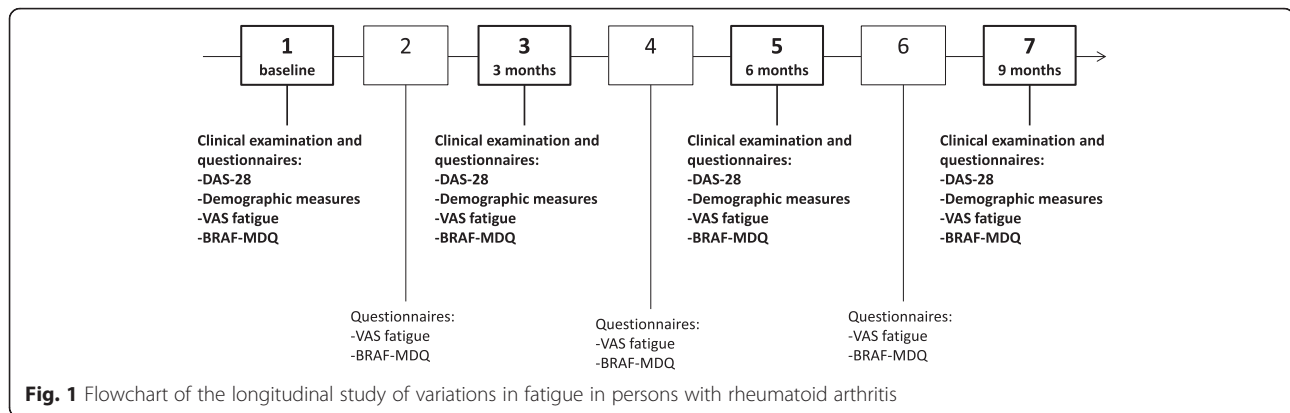 1
baseline
2
3
3 months
4
5
6 months
6
7
9 months
Clinical examination and
questionnaires:
-DAS-28
-Demographic measures
-VAS fatigue
-BRAF-MDQ
Clinical examination and
questionnaires:
-DAS-28
-Demographic measures
-VAS fatigue
-BRAF-MDQ
Clinical examination and
questionnaires:
-DAS-28
-Demographic measures
-VAS fatigue
-BRAF-MDQ
Clinical examination and
questionnaires:
-DAS-28
-Demographic measures
-VAS fatigue
-BRAF-MDQ
Questionnaires:
-VAS fatigue
-BRAF-MDQ
Questionnaires:
-VAS fatigue
-BRAF-MDQ
Questionnaires:
-VAS fatigue
-BRAF-MDQ
Fig. 1 Flowchart of the longitudinal study of variations in fatigue in persons with rheumatoid arthritis